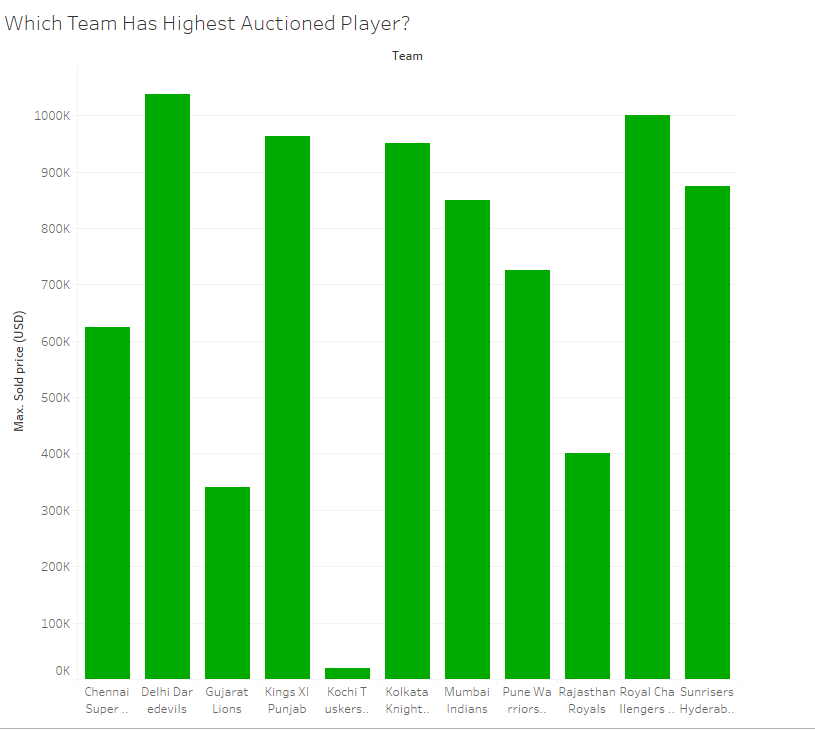 Which Team Has Highest Auctioned Player?
Team
Max. Sold price (USD)
1000K
900K
800K
700K
600K
500K
400K
300K
200K
100K
0K
Chennai
Super ..
Delhi Dar
edevils
Gujarat
Lions
Kings XI
Punjab
Kochi T
uskers..
Kolkata
Knight..
Mumbai
Indians
Pune Wa
rriors..
Rajasthan
Royals
Royal Cha
llengers ..
Sunrisers
Hyderab..